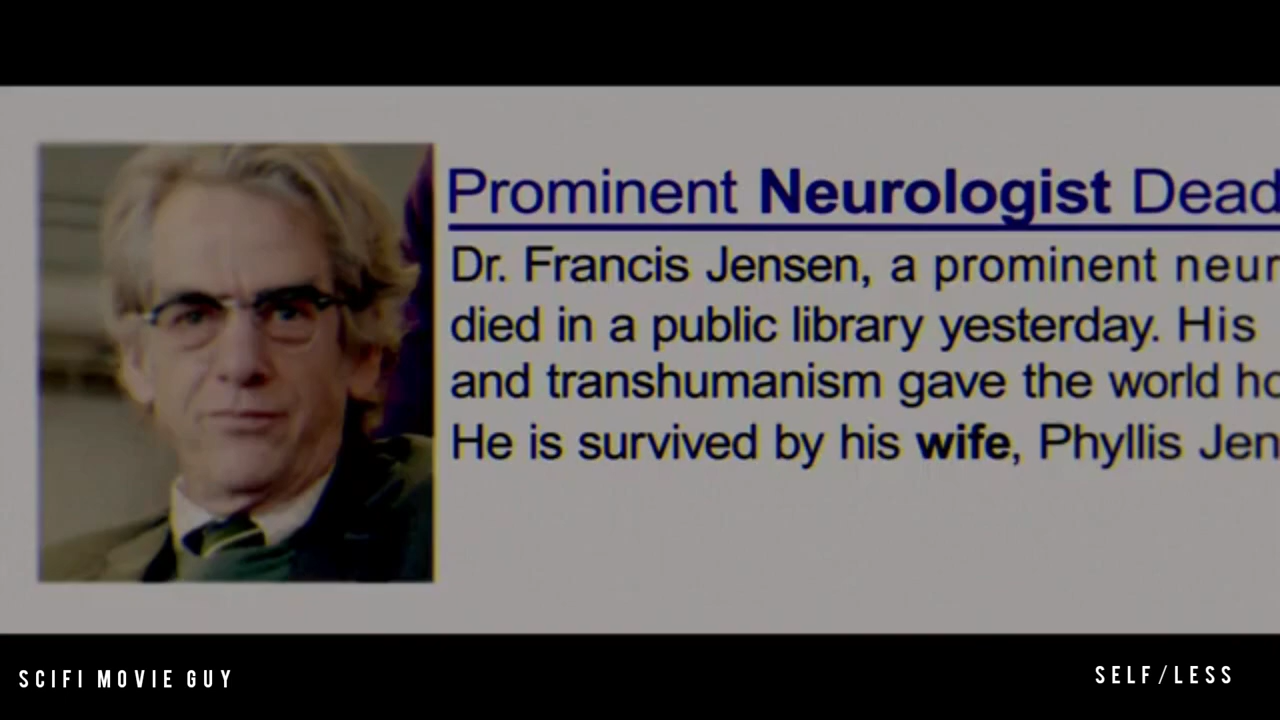 Prominent Neurologist Dead
Dr. Francis Jensen, a prominent neur
died in a public library yesterday. His
and transhumanism gave the world ho
He is survived by his wife, Phyllis Jen
SCIFI MOVIE GUY
SELF/LESS